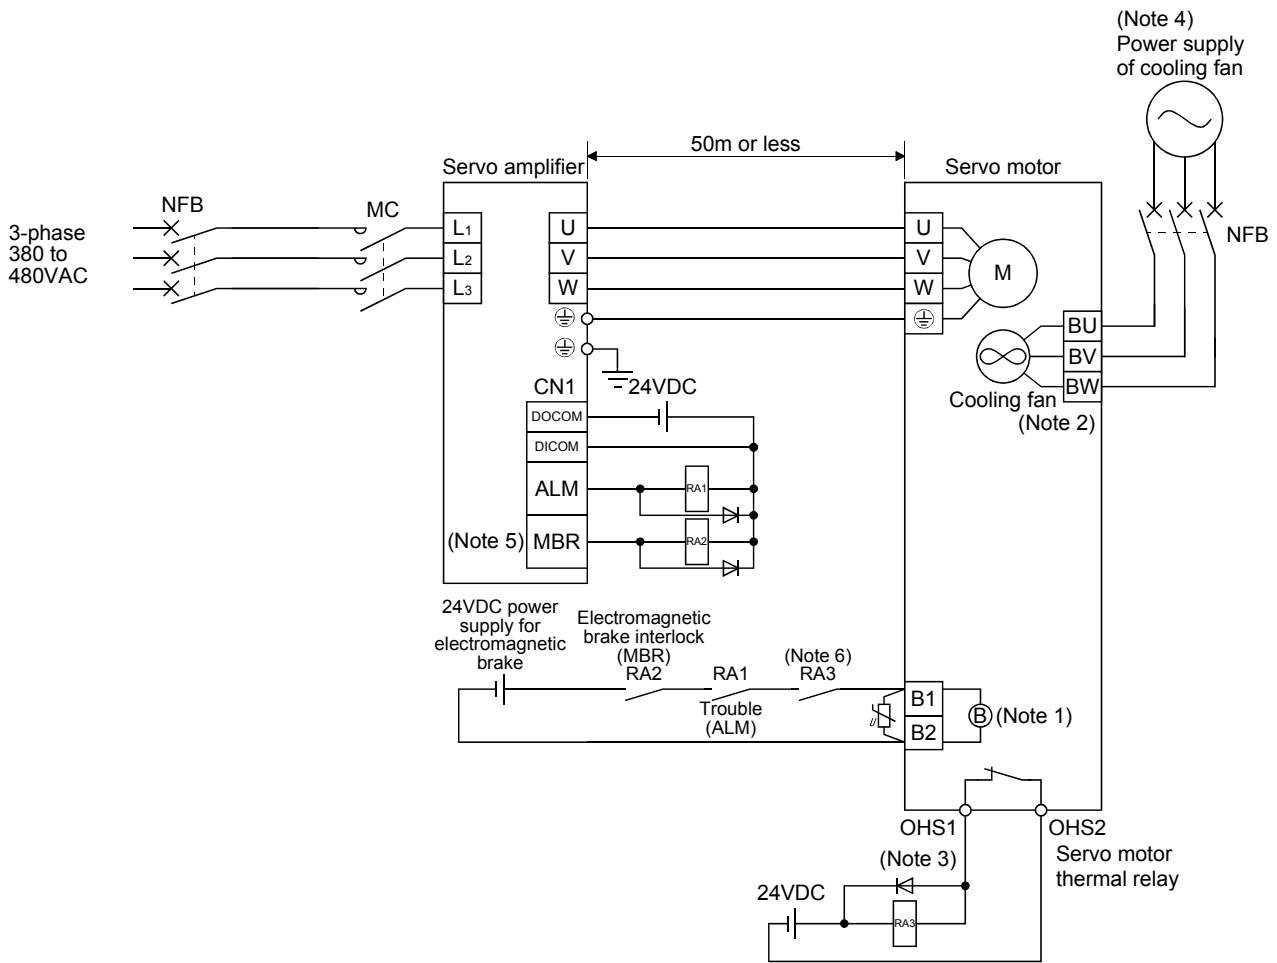 (Note 4)
Power supply
of cooling fan
50m or less
Servo amplifier
Servo motor
NFB
MC
3-phase
380 to
480VAC
L1
L2
L3
U
V
W
U
V
W
M
NFB
BU
BV
BW
Cooling fan
(Note 2)
CN1
24VDC
DOCOM
DICOM
ALM
RA1
(Note 5)
MBR
RA2
24VDC power
supply for
electromagnetic
brake
Electromagnetic
brake interlock
(MBR)
RA2
RA1
Trouble
(ALM)
(Note 6)
RA3
U
B1
B2
B
(Note 1)
OHS1
OHS2
(Note 3)
Servo motor
thermal relay
24VDC
RA3